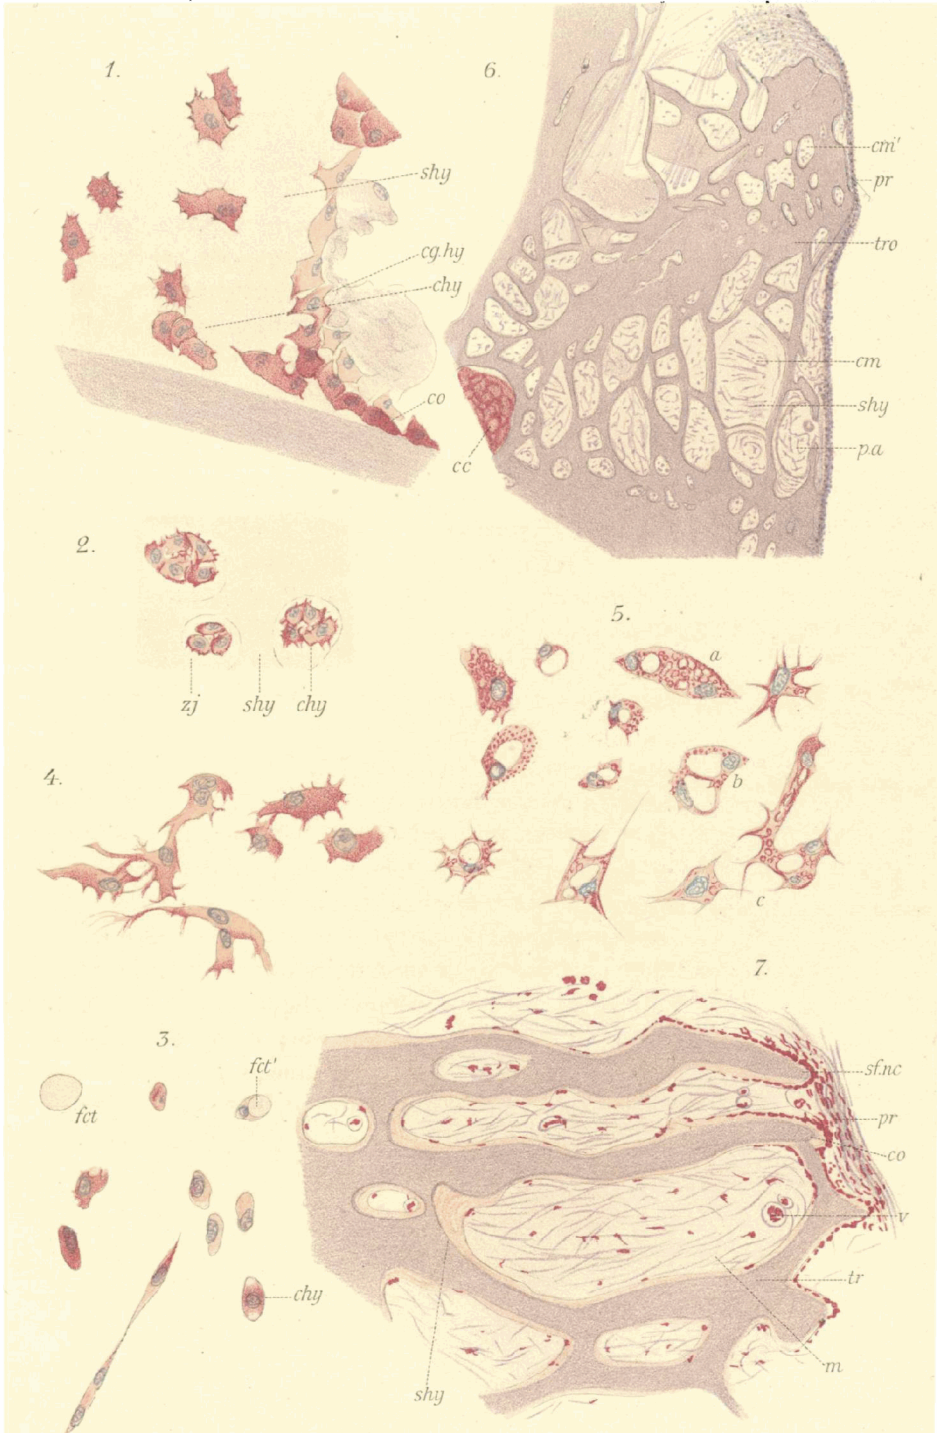 1.
shy
cg.hy
chy
co
6.
cm'
pr
tro
cm
shy
p.a
cc
2.
zj
shy
chy
5.
a
b
c
4.
3.
fct
fct'
chy
7.
sf.nc
pr
co
v
tr
m
shy